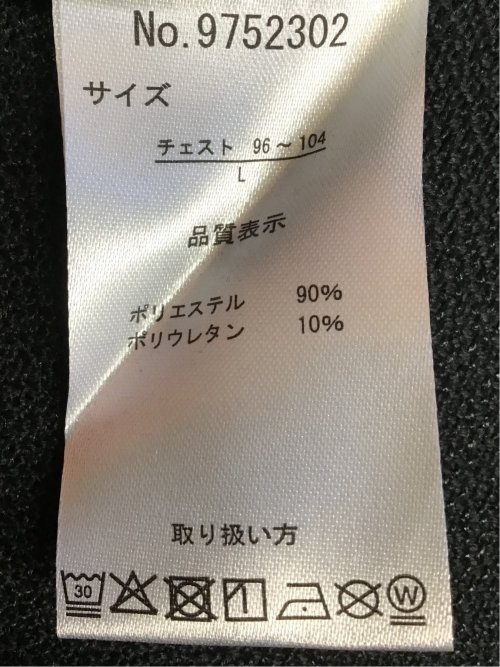 No.9752302
サイズ
チェスト 96～104
L
品質表示
ポリエステル 90%
ポリウレタン 10%
取り扱い方
30
W